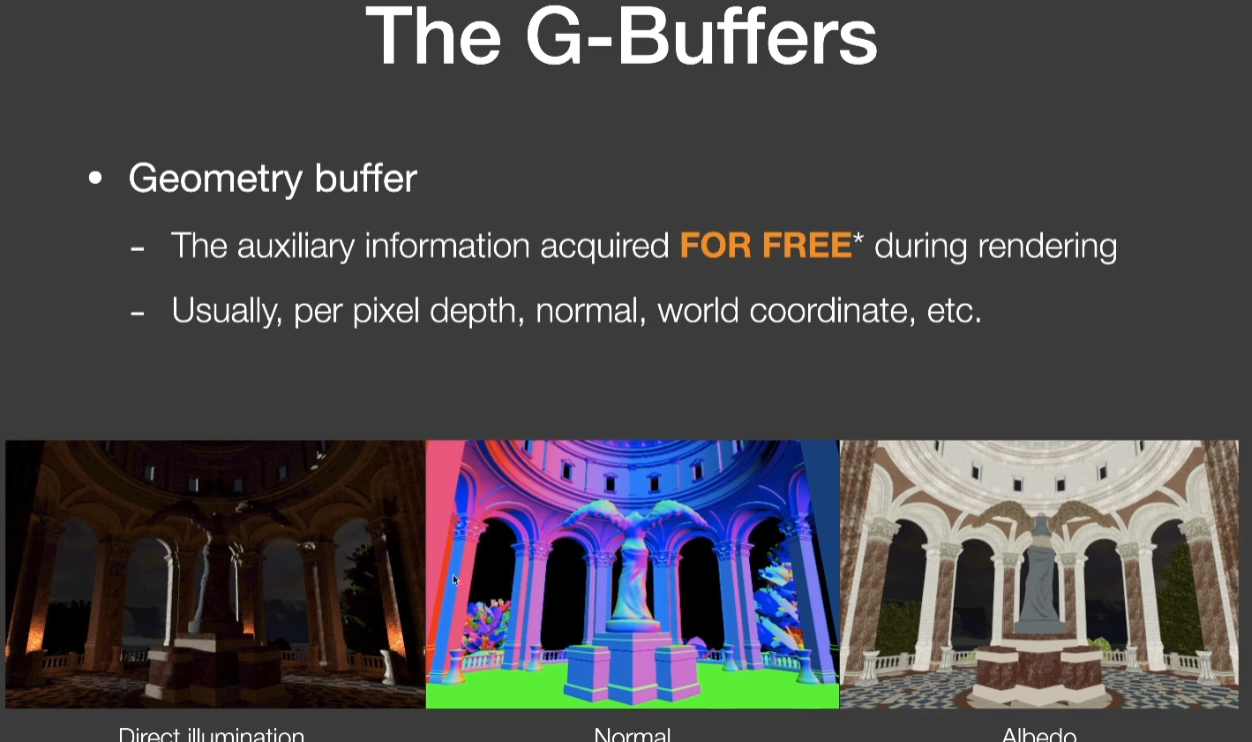 The G-Buffers
• Geometry buffer
- The auxiliary information acquired FOR FREE* during rendering
- Usually, per pixel depth, normal, world coordinate, etc.
Direct illumination
Normal
Albedo